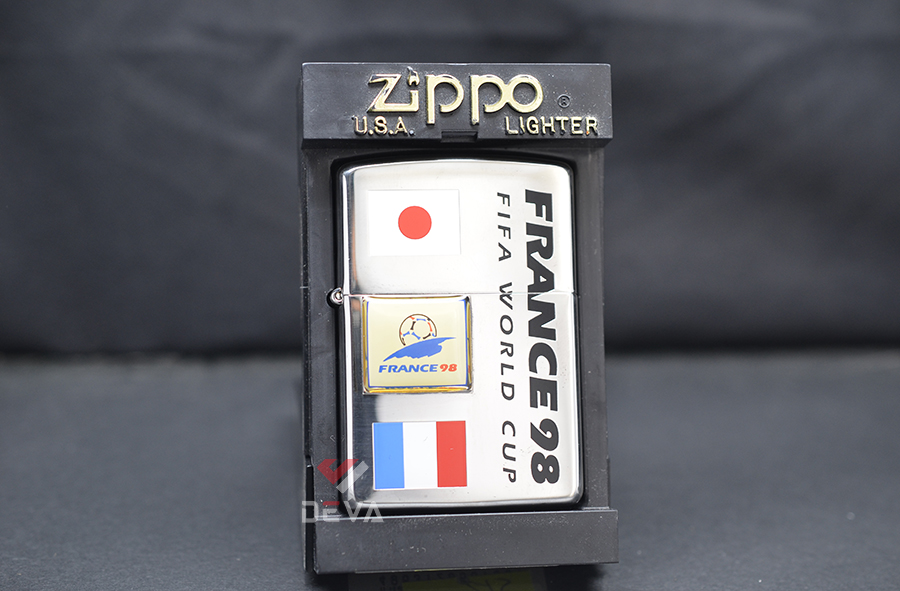 Zippo ®
U.S.A. LIGHTER
FRANCE 98
FIFA WORLD CUP
FRANCE 98
DEVA